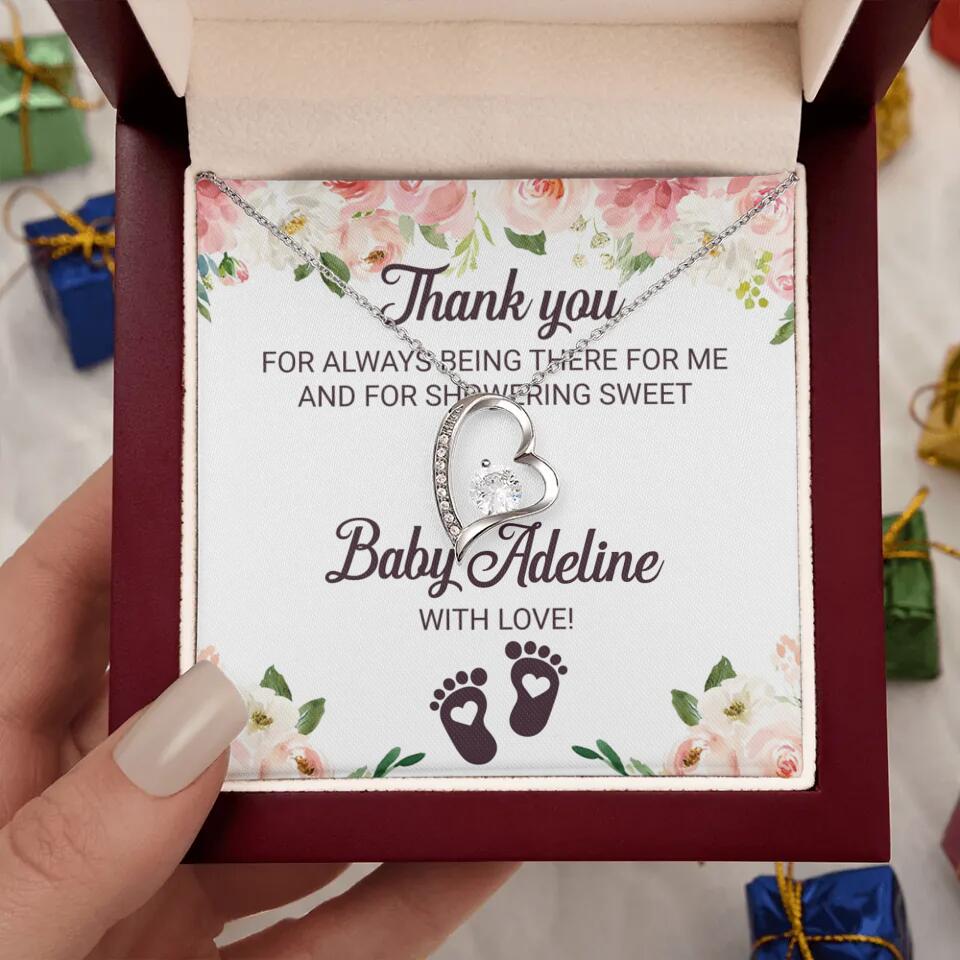 Thank you
FOR ALWAYS BEING THERE FOR ME
AND FOR SHOWERING SWEET
Baby Adeline
WITH LOVE!